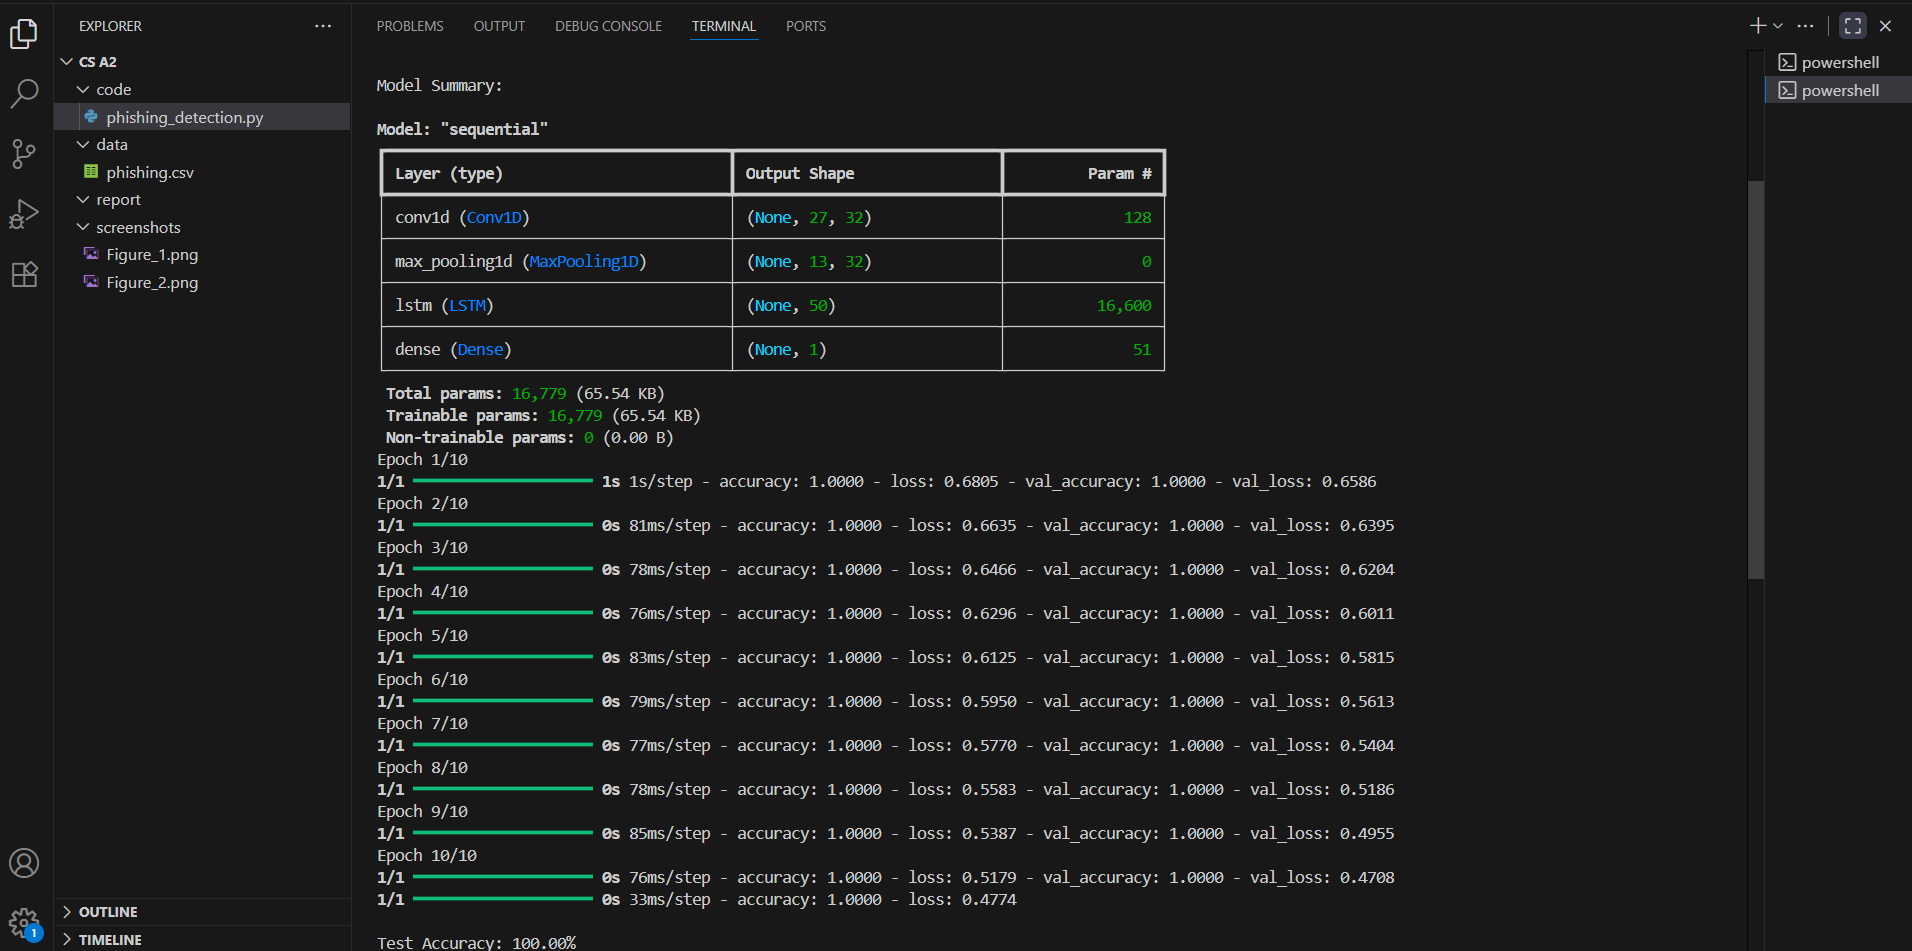 EXPLORER
CS A2
code
phishing_detection.py
data
phishing.csv
report
screenshots
Figure_1.png
Figure_2.png
OUTLINE
TIMELINE
1
PROBLEMS OUTPUT DEBUG CONSOLE TERMINAL PORTS
Model Summary:
Model: "sequential"
Layer (type) Output Shape Param #
conv1d (Conv1D) (None, 27, 32) 128
max_pooling1d (MaxPooling1D) (None, 13, 32) 0
lstm (LSTM) (None, 50) 16,600
dense (Dense) (None, 1) 51
Total params: 16,779 (65.54 KB)
Trainable params: 16,779 (65.54 KB)
Non-trainable params: 0 (0.00 B)
Epoch 1/10
1/1 1s 1s/step - accuracy: 1.0000 - loss: 0.6805 - val_accuracy: 1.0000 - val_loss: 0.6586
Epoch 2/10
1/1 0s 81ms/step - accuracy: 1.0000 - loss: 0.6635 - val_accuracy: 1.0000 - val_loss: 0.6395
Epoch 3/10
1/1 0s 78ms/step - accuracy: 1.0000 - loss: 0.6466 - val_accuracy: 1.0000 - val_loss: 0.6204
Epoch 4/10
1/1 0s 76ms/step - accuracy: 1.0000 - loss: 0.6296 - val_accuracy: 1.0000 - val_loss: 0.6011
Epoch 5/10
1/1 0s 83ms/step - accuracy: 1.0000 - loss: 0.6125 - val_accuracy: 1.0000 - val_loss: 0.5815
Epoch 6/10
1/1 0s 79ms/step - accuracy: 1.0000 - loss: 0.5950 - val_accuracy: 1.0000 - val_loss: 0.5613
Epoch 7/10
1/1 0s 77ms/step - accuracy: 1.0000 - loss: 0.5770 - val_accuracy: 1.0000 - val_loss: 0.5404
Epoch 8/10
1/1 0s 78ms/step - accuracy: 1.0000 - loss: 0.5583 - val_accuracy: 1.0000 - val_loss: 0.5186
Epoch 9/10
1/1 0s 85ms/step - accuracy: 1.0000 - loss: 0.5387 - val_accuracy: 1.0000 - val_loss: 0.4955
Epoch 10/10
1/1 0s 76ms/step - accuracy: 1.0000 - loss: 0.5179 - val_accuracy: 1.0000 - val_loss: 0.4708
1/1 0s 33ms/step - accuracy: 1.0000 - loss: 0.4774
Test Accuracy: 100.00%
powershell
powershell